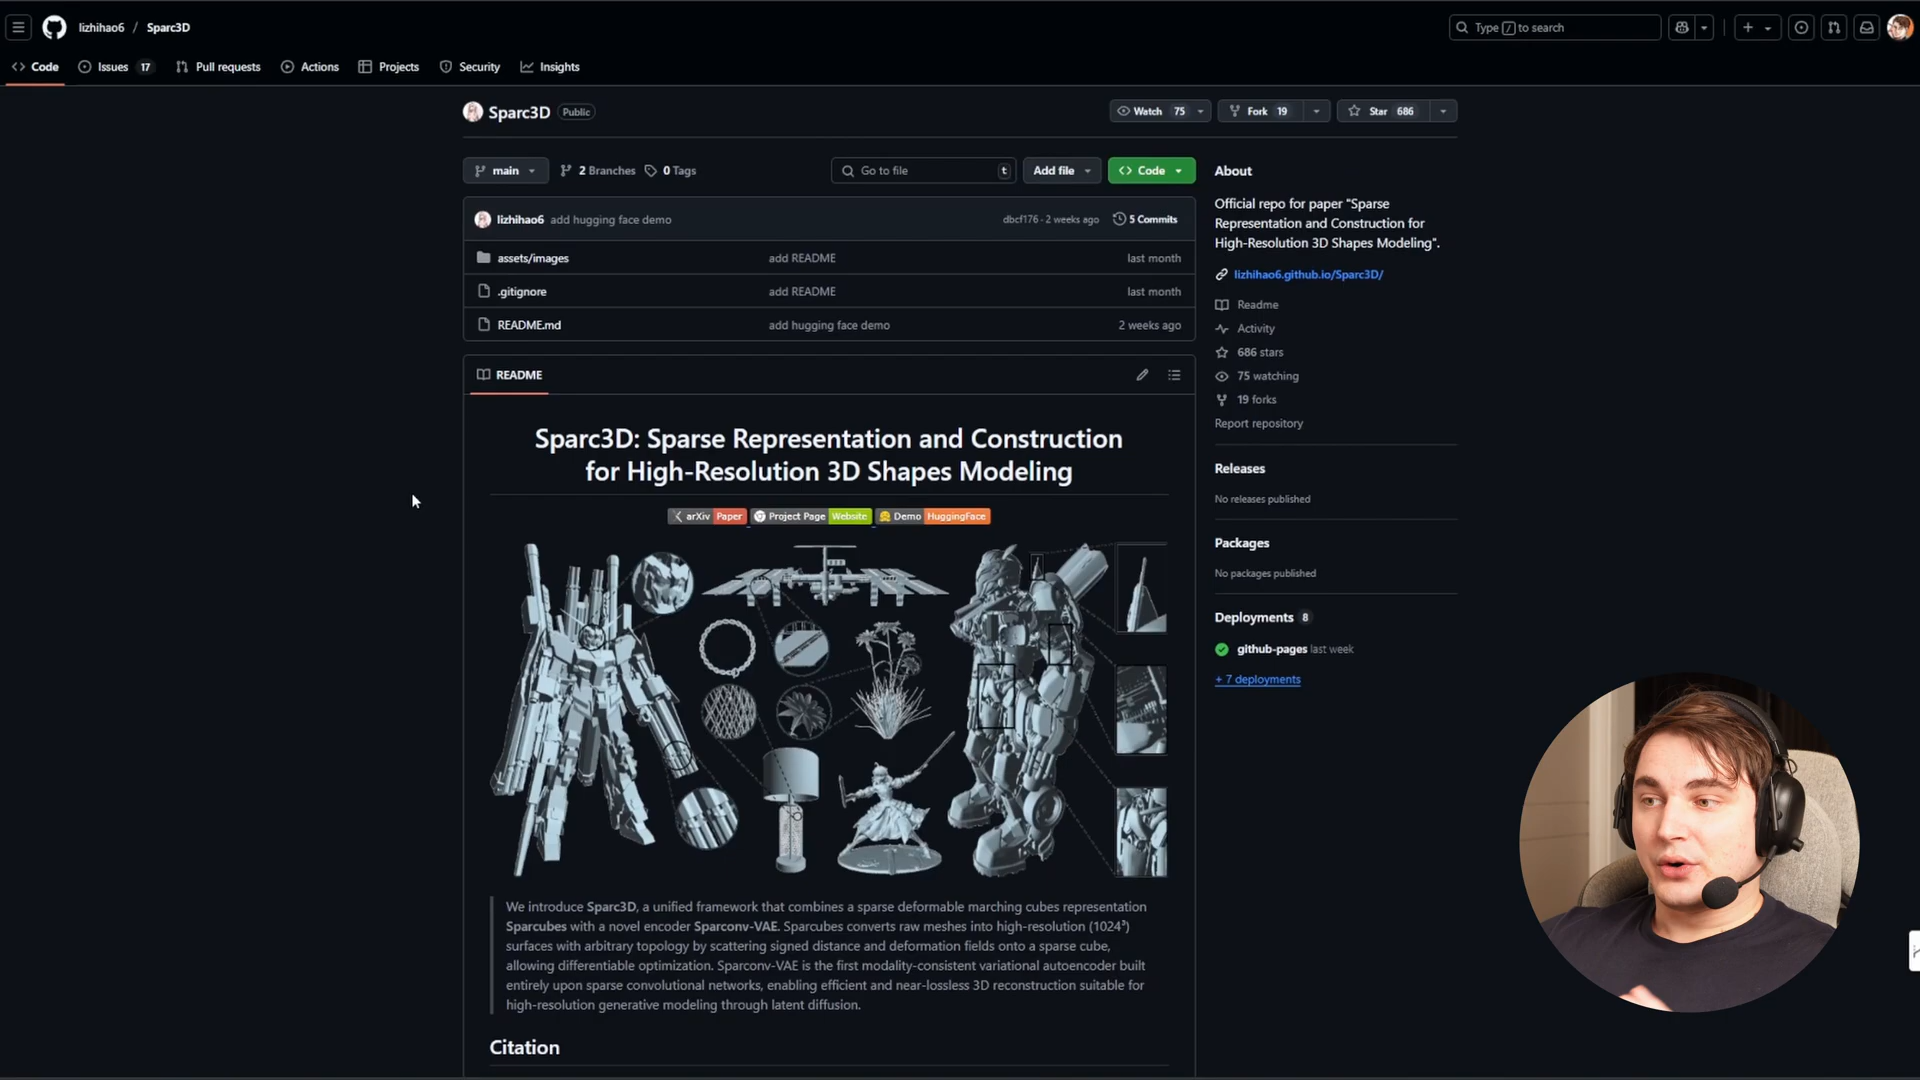 lizhihao6 / Sparc3D
Type / to search
Code
Issues 17
Pull requests
Actions
Projects
Security
Insights
Sparc3D Public
Watch 75
Fork 19
Star 686
main
2 Branches
0 Tags
Go to file t
Add file
Code
lizhihao6 add hugging face demo dbcf176 · 2 weeks ago 5 Commits
assets/images add README last month
.gitignore add README last month
README.md add hugging face demo 2 weeks ago
README
Sparc3D: Sparse Representation and Construction
for High-Resolution 3D Shapes Modeling
arXiv Paper Project Page Website Demo HuggingFace
We introduce Sparc3D, a unified framework that combines a sparse deformable marching cubes representation
Sparcubes with a novel encoder Sparconv-VAE. Sparcubes converts raw meshes into high-resolution (1024³)
surfaces with arbitrary topology by scattering signed distance and deformation fields onto a sparse cube,
allowing differentiable optimization. Sparconv-VAE is the first modality-consistent variational autoencoder built
entirely upon sparse convolutional networks, enabling efficient and near-lossless 3D reconstruction suitable for
high-resolution generative modeling through latent diffusion.
Citation
About
Official repo for paper "Sparse
Representation and Construction for
High-Resolution 3D Shapes Modeling".
lizhihao6.github.io/Sparc3D/
Readme
Activity
686 stars
75 watching
19 forks
Report repository
Releases
No releases published
Packages
No packages published
Deployments 8
github-pages last week
+ 7 deployments